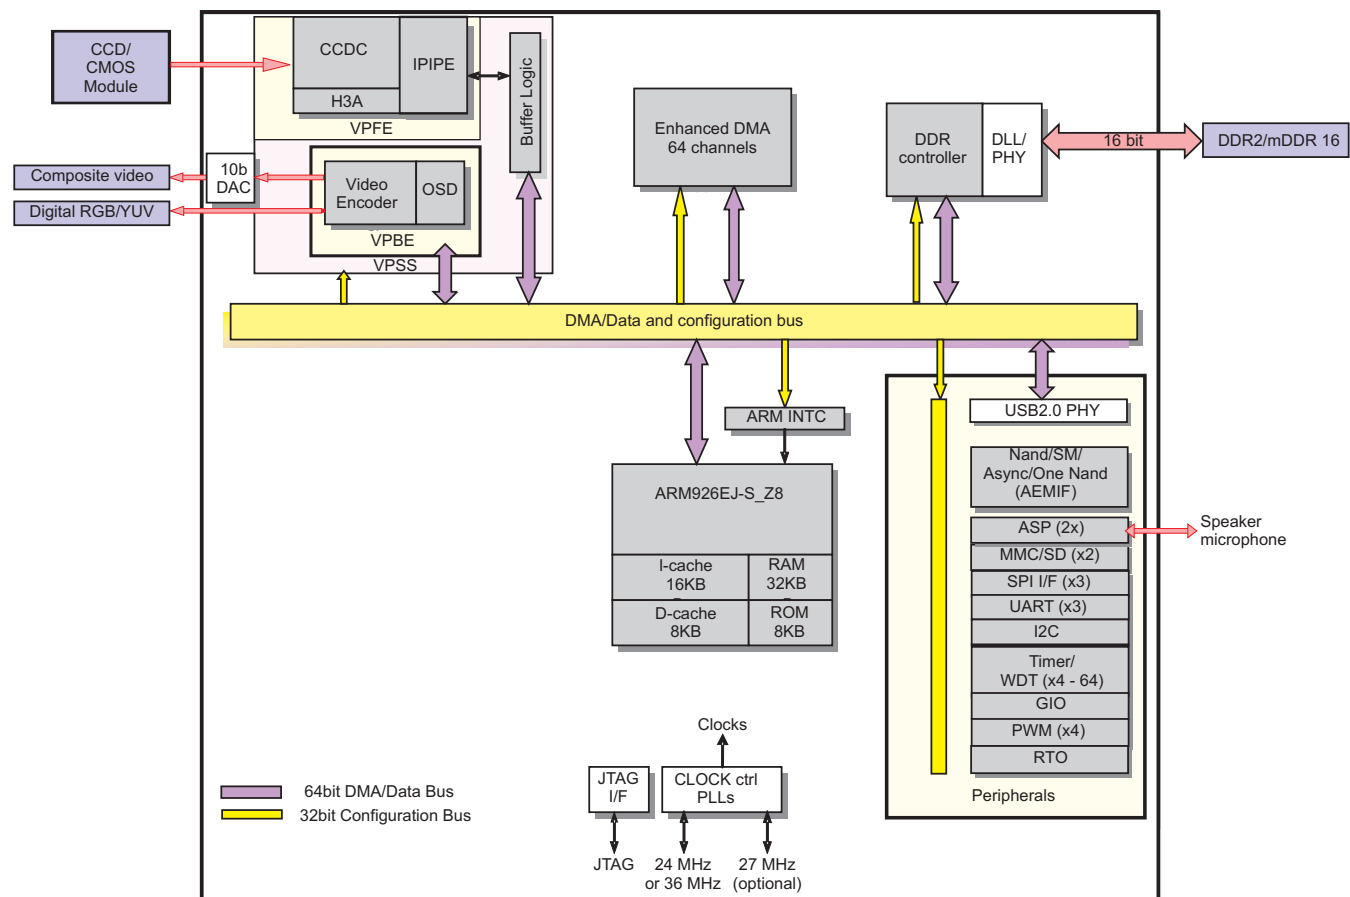 CCD/
CMOS
Module
CCDC
IPIPE
H3A
VPFE
Buffer Logic
Enhanced DMA
64 channels
DDR
controller
DLL/
PHY
16 bit
DDR2/mDDR 16
Composite video
Digital RGB/YUV
10b
DAC
Video
Encoder
OSD
VPBE
VPSS
DMA/Data and configuration bus
ARM INTC
USB2.0 PHY
ARM926EJ-S_Z8
I-cache
16KB
RAM
32KB
D-cache
8KB
ROM
8KB
Nand/SM/
Async/One Nand
(AEMIF)
ASP (2x)
Speaker
microphone
MMC/SD (x2)
SPI I/F (x3)
UART (x3)
I2C
Timer/
WDT (x4 - 64)
GIO
PWM (x4)
RTO
Peripherals
Clocks
JTAG
I/F
CLOCK ctrl
PLLs
JTAG
24 MHz
or 36 MHz
27 MHz
(optional)
64bit DMA/Data Bus
32bit Configuration Bus